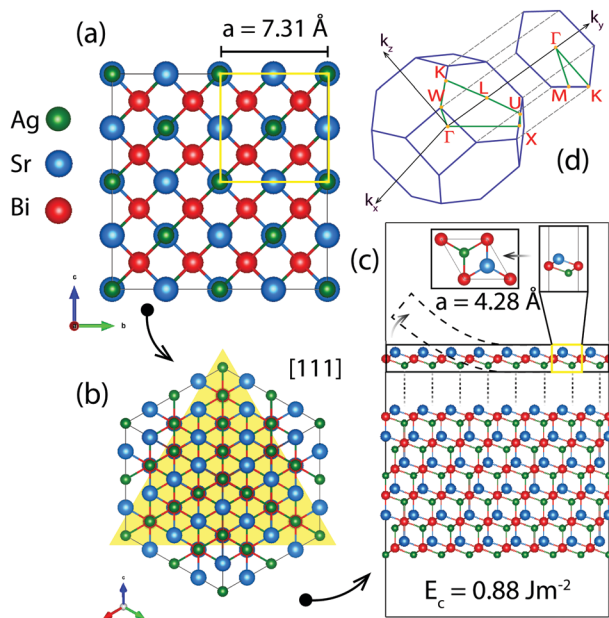 (a)
a = 7.31 Å
Ag
Sr
Bi
c
b
(b)
[111]
c
(c)
a = 4.28 Å
E_c = 0.88 Jm⁻²
(d)
k_z
k_y
k_x
K
W
L
U
Γ
X
Γ
M
K